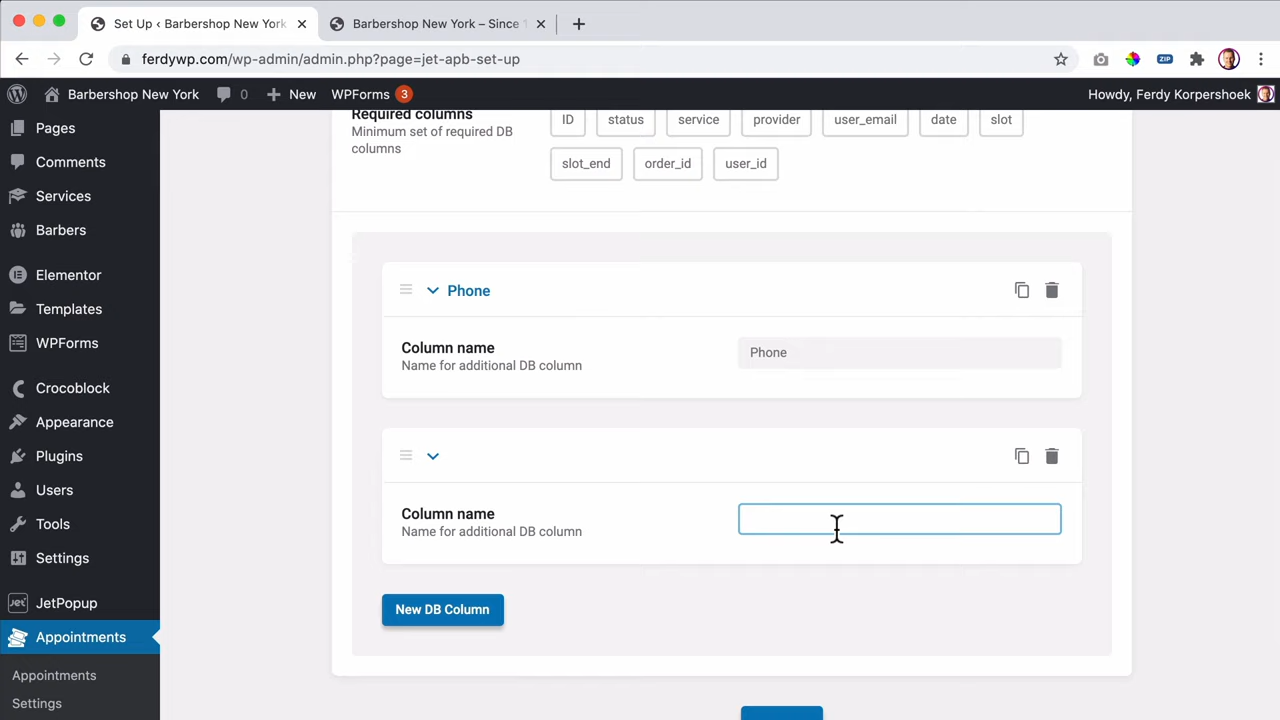 Set Up ‹ Barbershop New York
Barbershop New York – Since
ferdywp.com/wp-admin/admin.php?page=jet-apb-set-up
ZIP
Barbershop New York
0
New
WPForms
3
Howdy, Ferdy Korpershoek
Pages
Comments
Services
Barbers
Elementor
Templates
WPForms
Crocoblock
Appearance
Plugins
Users
Tools
Settings
Jet
JetPopup
Appointments
Appointments
Settings
Required columns
Minimum set of required DB
columns
ID
status
service
provider
user_email
date
slot
slot_end
order_id
user_id
Phone
Column name
Name for additional DB column
Phone
Column name
Name for additional DB column
New DB Column